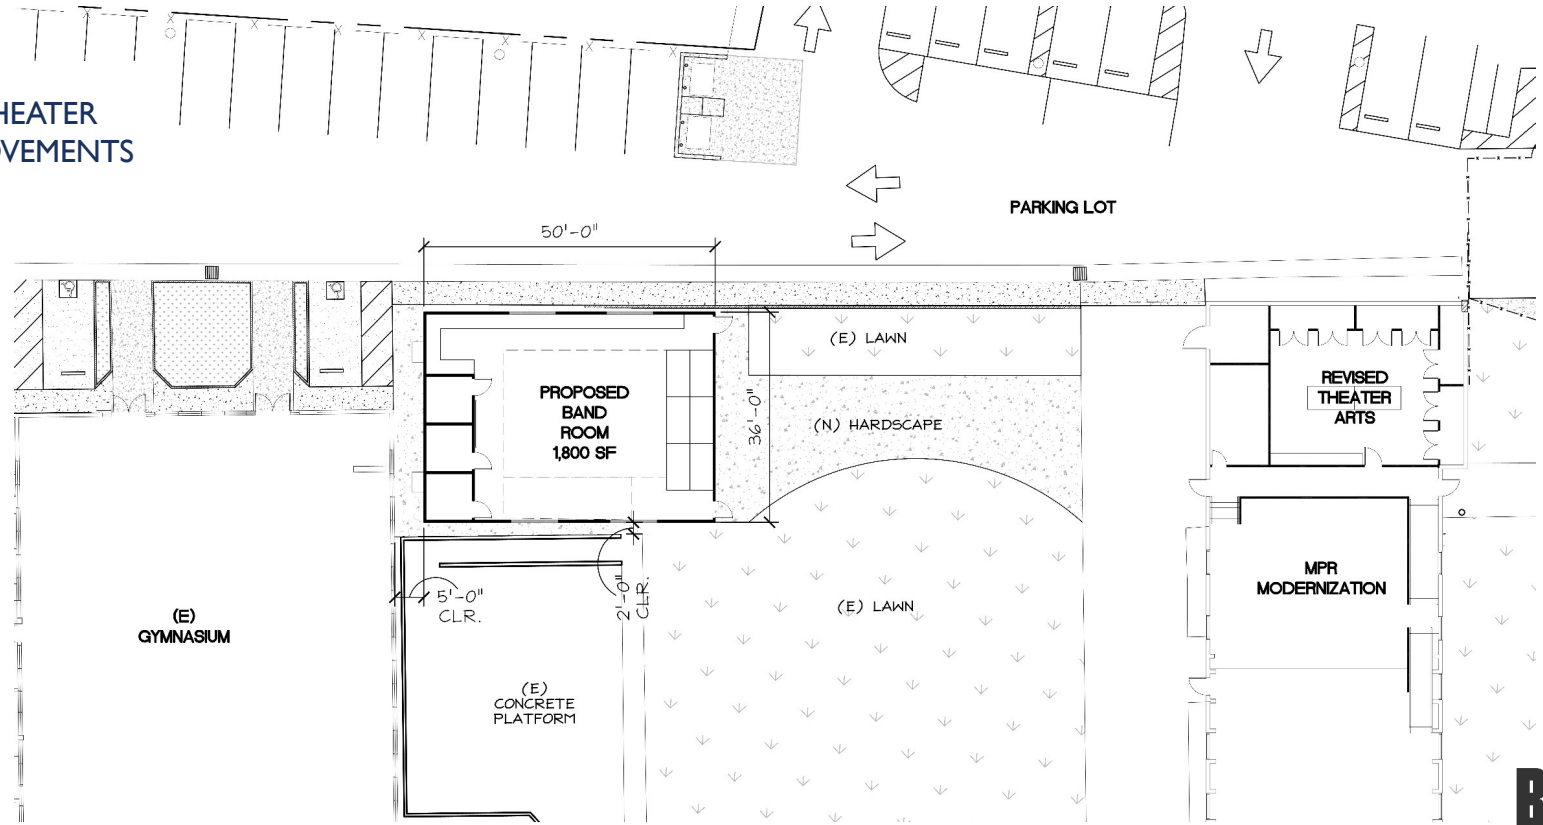 HEATER
OVEMENTS
PARKING LOT
50'-0"
(E) LAWN
PROPOSED
BAND
ROOM
1,800 SF
36'-0"
(N) HARDSCAPE
REVISED
THEATER
ARTS
MPR
MODERNIZATION
5'-0"
CLR.
2'-0"
CLR.
(E) LAWN
(E)
GYMNASIUM
(E)
CONCRETE
PLATFORM
B